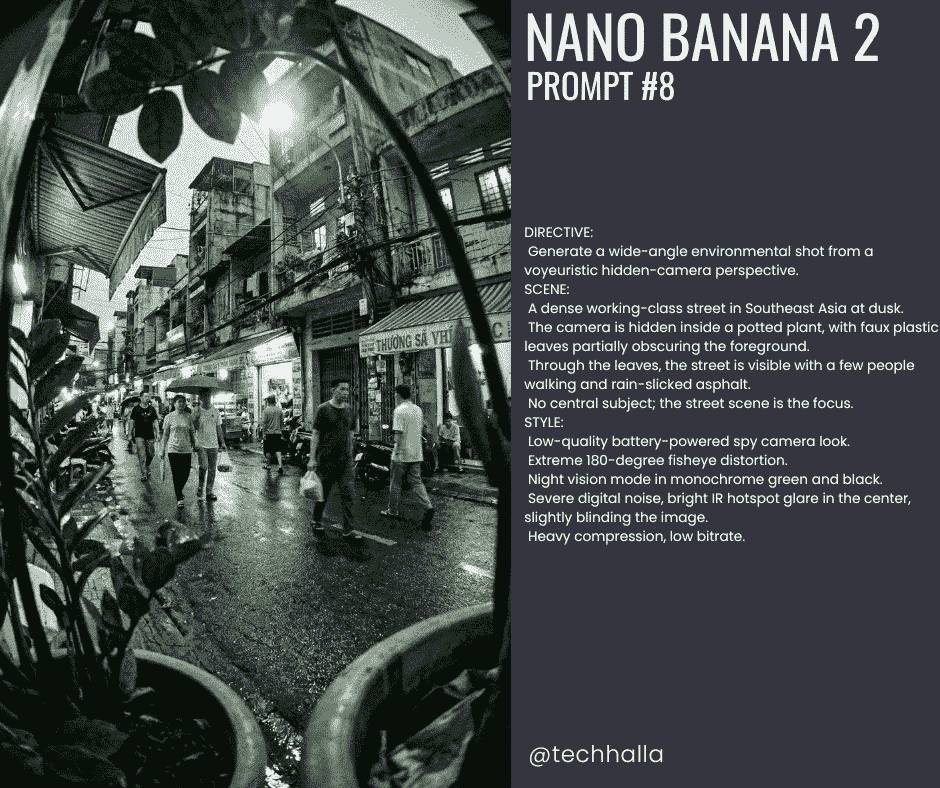 NANO BANANA 2
PROMPT #8
DIRECTIVE:
Generate a wide-angle environmental shot from a
voyeuristic hidden-camera perspective.
SCENE:
A dense working-class street in Southeast Asia at dusk.
The camera is hidden inside a potted plant, with faux plastic
leaves partially obscuring the foreground.
Through the leaves, the street is visible with a few people
walking and rain-slicked asphalt.
No central subject; the street scene is the focus.
STYLE:
Low-quality battery-powered spy camera look.
Extreme 180-degree fisheye distortion.
Night vision mode in monochrome green and black.
Severe digital noise, bright IR hotspot glare in the center,
slightly blinding the image.
Heavy compression, low bitrate.
@techhalla
THƯỜNG SÃ VHĨ